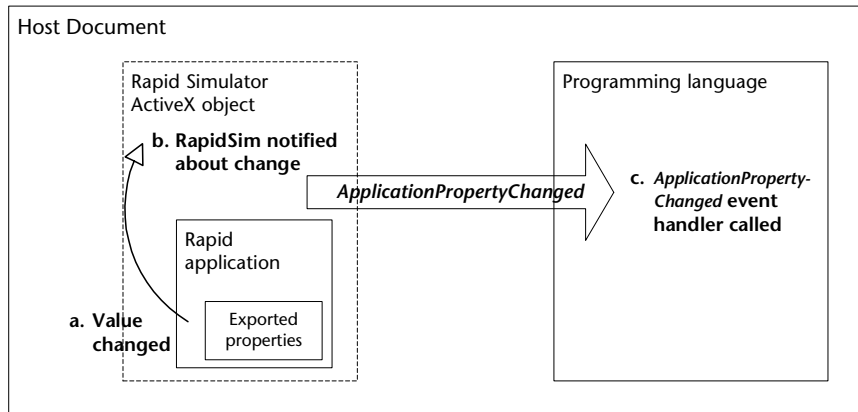 Host Document
Rapid Simulator
ActiveX object
b. RapidSim notified
about change
Rapid
application
Exported
properties
a. Value
changed
ApplicationPropertyChanged
Programming language
c. ApplicationProperty-
Changed event
handler called